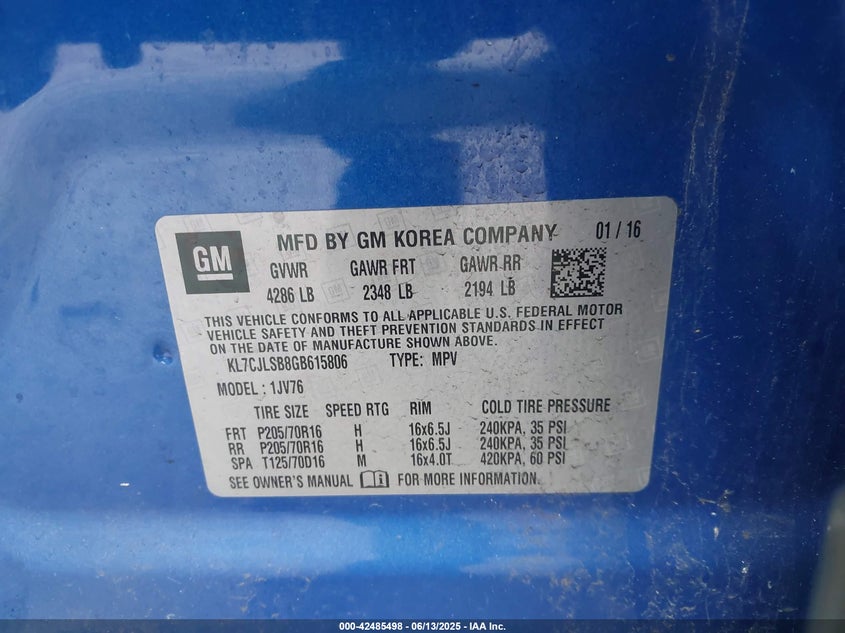 GM
MFD BY GM KOREA COMPANY 01 / 16
GVWR GAWR FRT GAWR RR
4286 LB 2348 LB 2194 LB
THIS VEHICLE CONFORMS TO ALL APPLICABLE U.S. FEDERAL MOTOR
VEHICLE SAFETY AND THEFT PREVENTION STANDARDS IN EFFECT
ON THE DATE OF MANUFACTURE SHOWN ABOVE.
KL7CJLSB8GB615806 TYPE: MPV
MODEL : 1JV76
TIRE SIZE SPEED RTG RIM COLD TIRE PRESSURE
FRT P205/70R16 H 16x6.5J 240KPA, 35 PSI
RR P205/70R16 H 16x6.5J 240KPA, 35 PSI
SPA T125/70D16 M 16x4.0T 420KPA, 60 PSI
SEE OWNER'S MANUAL FOR MORE INFORMATION.
000-42485498 - 06/13/2025 - IAA Inc.